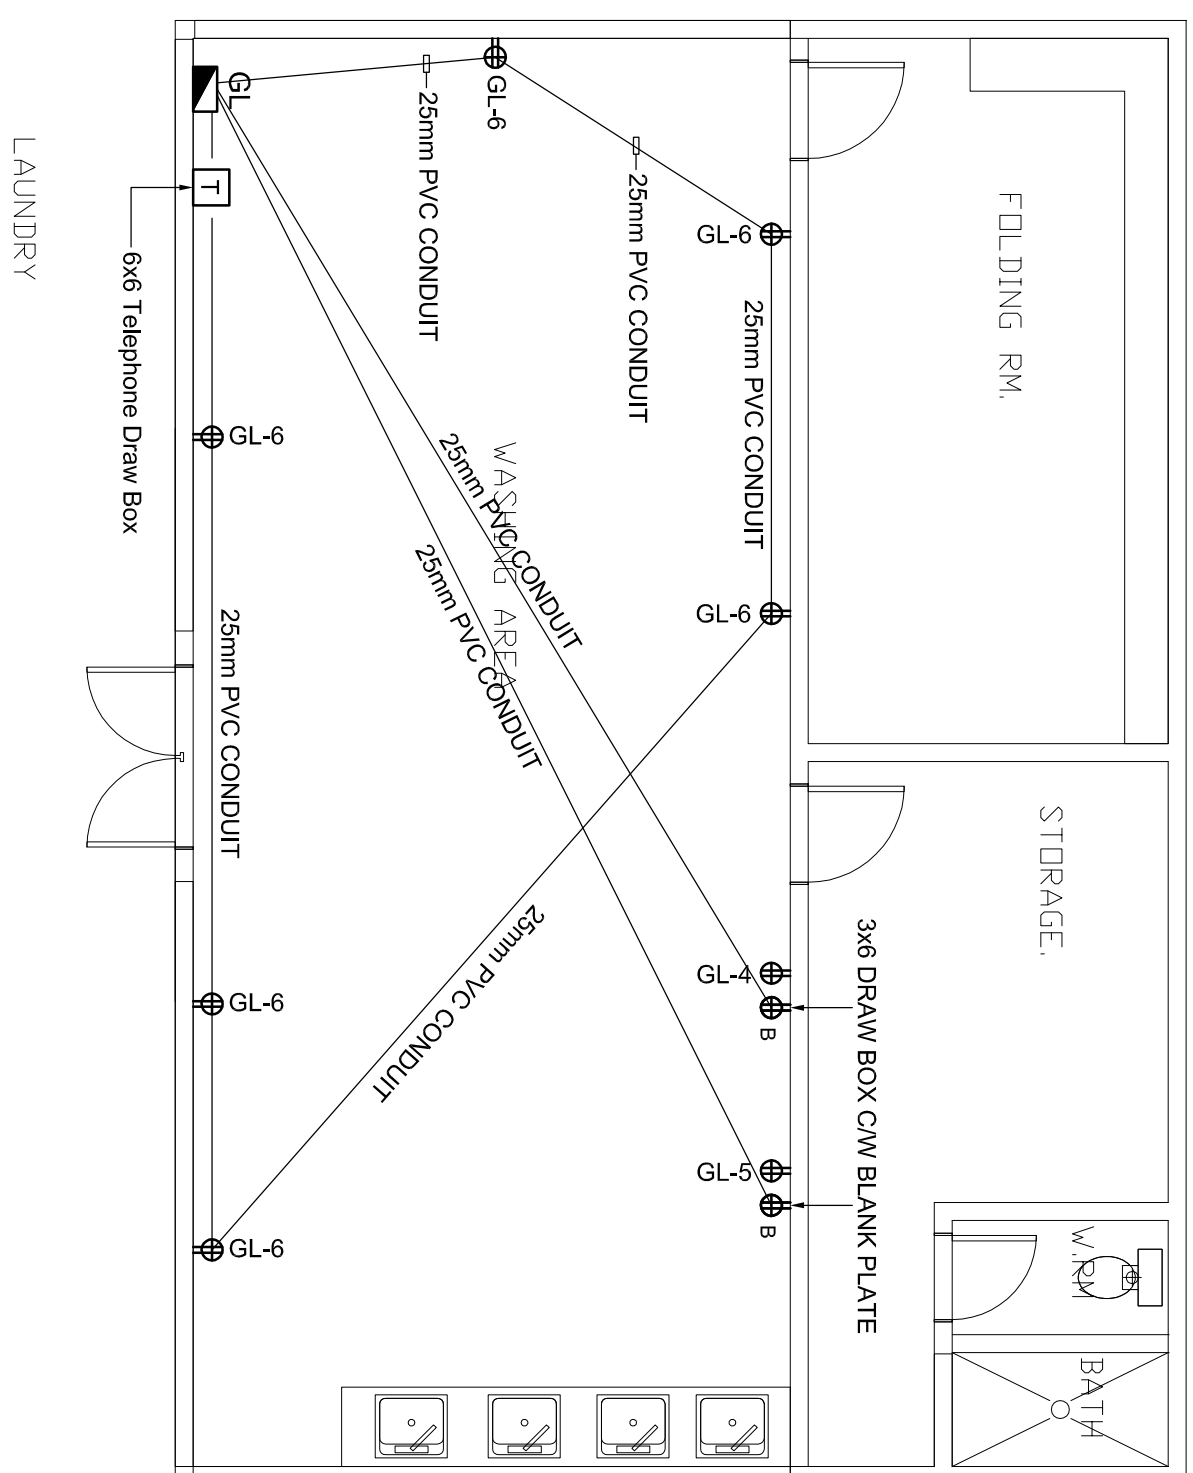 LAUNDRY
6x6 Telephone Draw Box
GL
T
25mm PVC CONDUIT
GL-6
25mm PVC CONDUIT
GL-6
25mm PVC CONDUIT
GL-6
FOLDING RM.
WASHING AREA
25mm PVC CONDUIT
25mm PVC CONDUIT
GL-6
25mm PVC CONDUIT
GL-6
GL-6
25mm PVC CONDUIT
GL-4
B
GL-5
B
3x6 DRAW BOX C/W BLANK PLATE
STORAGE.
W.RM
BATH